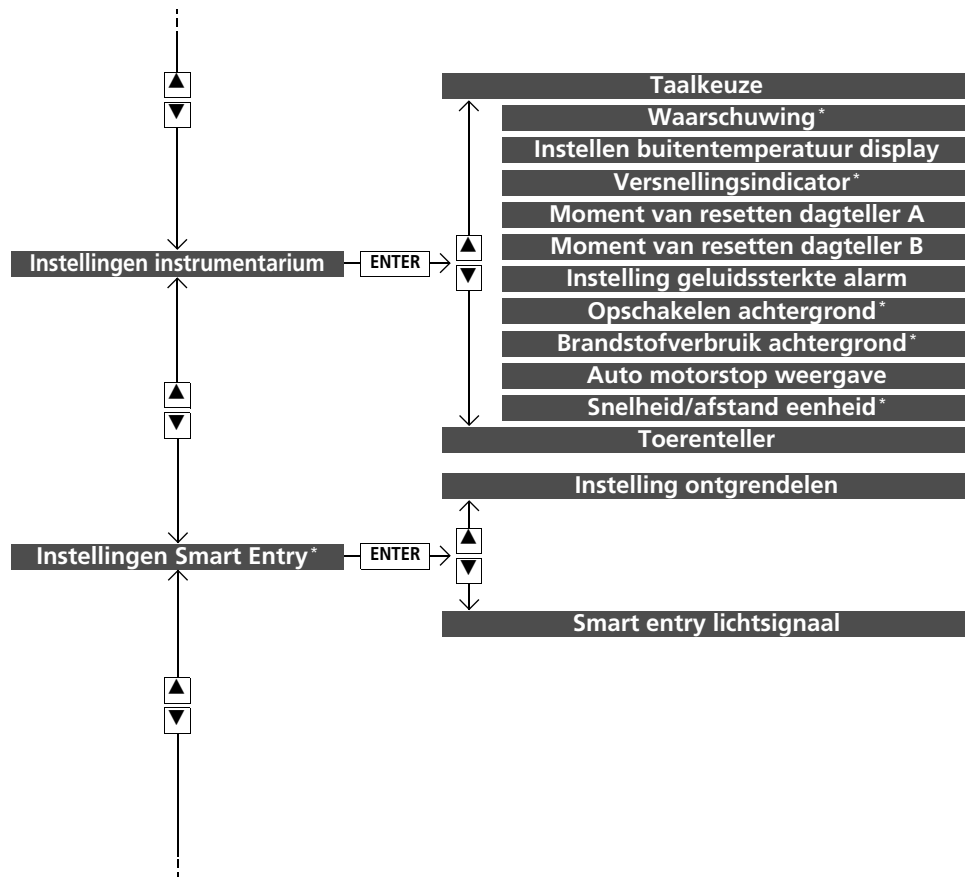 ▲
▼
Taalkeuze
Waarschuwing*
Instellen buitentemperatuur display
Versnellingsindicator*
Moment van resetten dagteller A
Moment van resetten dagteller B
Instellingen instrumentarium
ENTER
▲
▼
Instelling geluidssterkte alarm
Opschakelen achtergrond*
Brandstofverbruik achtergrond*
Auto motorstop weergave
Snelheid/afstand eenheid*
Toerenteller
▲
▼
Instelling ontgrendelen
Instellingen Smart Entry*
ENTER
▲
▼
Smart entry lichtsignaal
▲
▼